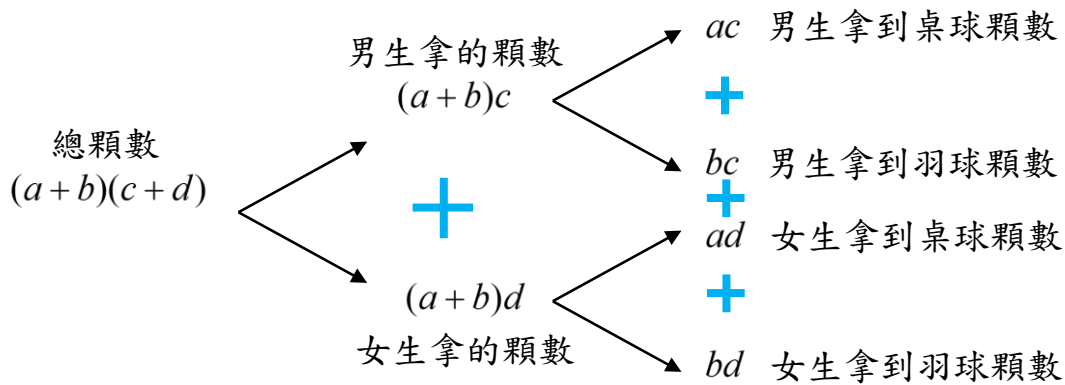 總顆數
(a+b)(c+d)
男生拿的顆數
(a+b)c
+
(a+b)d
女生拿的顆數
ac 男生拿到桌球顆數
+
bc 男生拿到羽球顆數
+
ad 女生拿到桌球顆數
+
bd 女生拿到羽球顆數